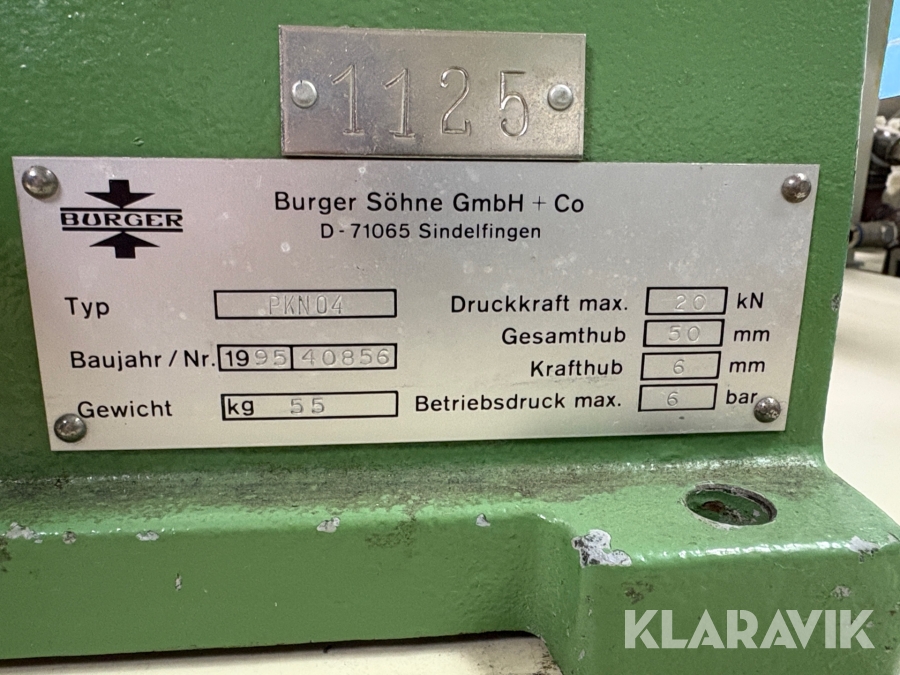 1125
BURGER
Burger Söhne GmbH + Co
D-71065 Sindelfingen
Typ PKN04
Baujahr / Nr. 1995 40856
Gewicht kg 55
Druckkraft max. 20 kN
Gesamthub 50 mm
Krafthub 6 mm
Betriebsdruck max. 6 bar
KLARAVIK